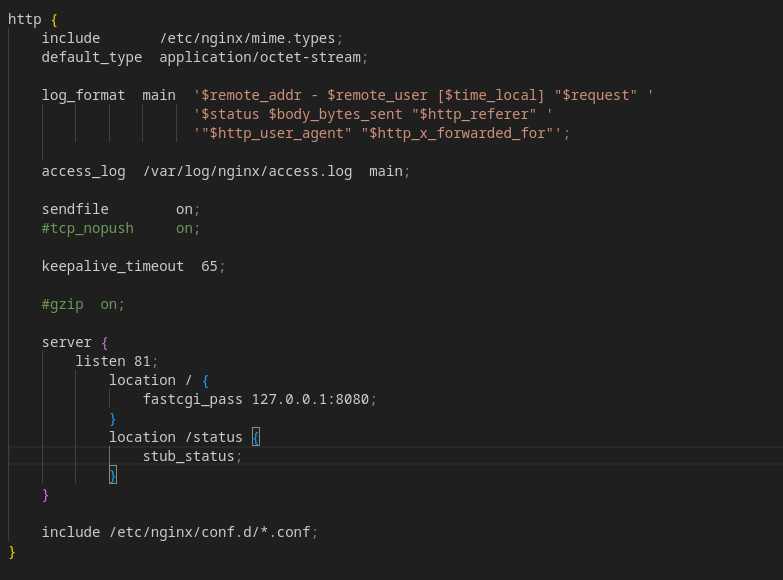 http {
    include       /etc/nginx/mime.types;
    default_type  application/octet-stream;

    log_format  main  '$remote_addr - $remote_user [$time_local] "$request" '
                      '$status $body_bytes_sent "$http_referer" '
                      '"$http_user_agent" "$http_x_forwarded_for"';

    access_log  /var/log/nginx/access.log  main;

    sendfile        on;
    #tcp_nopush     on;

    keepalive_timeout  65;

    #gzip  on;

    server {
        listen 81;
            location / {
                fastcgi_pass 127.0.0.1:8080;
            }
            location /status {
                stub_status;
            }
    }

    include /etc/nginx/conf.d/*.conf;
}